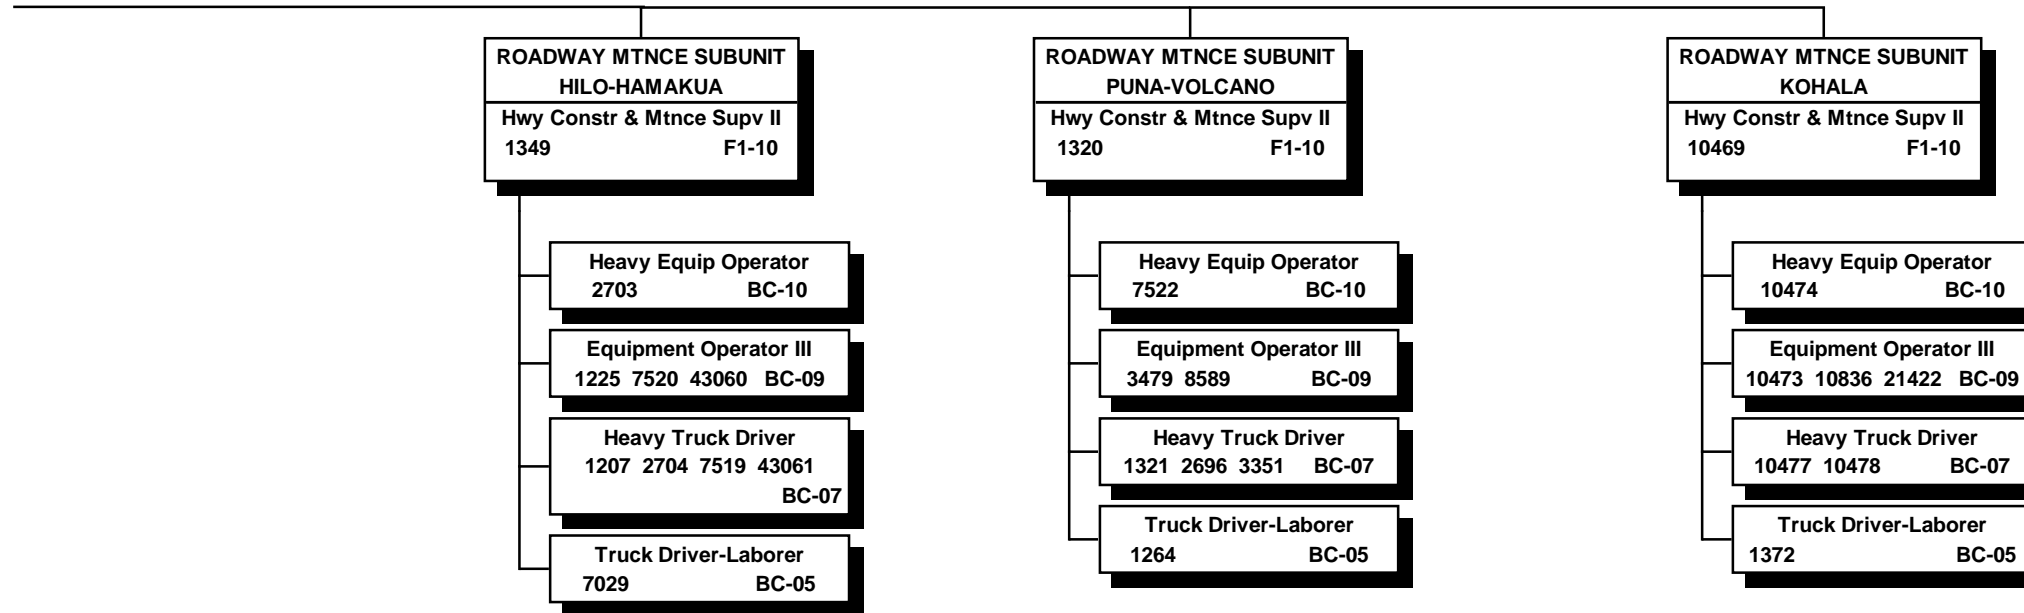 ROADWAY MTNCE SUBUNIT
HILO-HAMAKUA
Hwy Constr & Mtnce Supv II
1349 F1-10
Heavy Equip Operator
2703 BC-10
Equipment Operator III
1225 7520 43060 BC-09
Heavy Truck Driver
1207 2704 7519 43061
BC-07
Truck Driver-Laborer
7029 BC-05
ROADWAY MTNCE SUBUNIT
PUNA-VOLCANO
Hwy Constr & Mtnce Supv II
1320 F1-10
Heavy Equip Operator
7522 BC-10
Equipment Operator III
3479 8589 BC-09
Heavy Truck Driver
1321 2696 3351 BC-07
Truck Driver-Laborer
1264 BC-05
ROADWAY MTNCE SUBUNIT
KOHALA
Hwy Constr & Mtnce Supv II
10469 F1-10
Heavy Equip Operator
10474 BC-10
Equipment Operator III
10473 10836 21422 BC-09
Heavy Truck Driver
10477 10478 BC-07
Truck Driver-Laborer
1372 BC-05